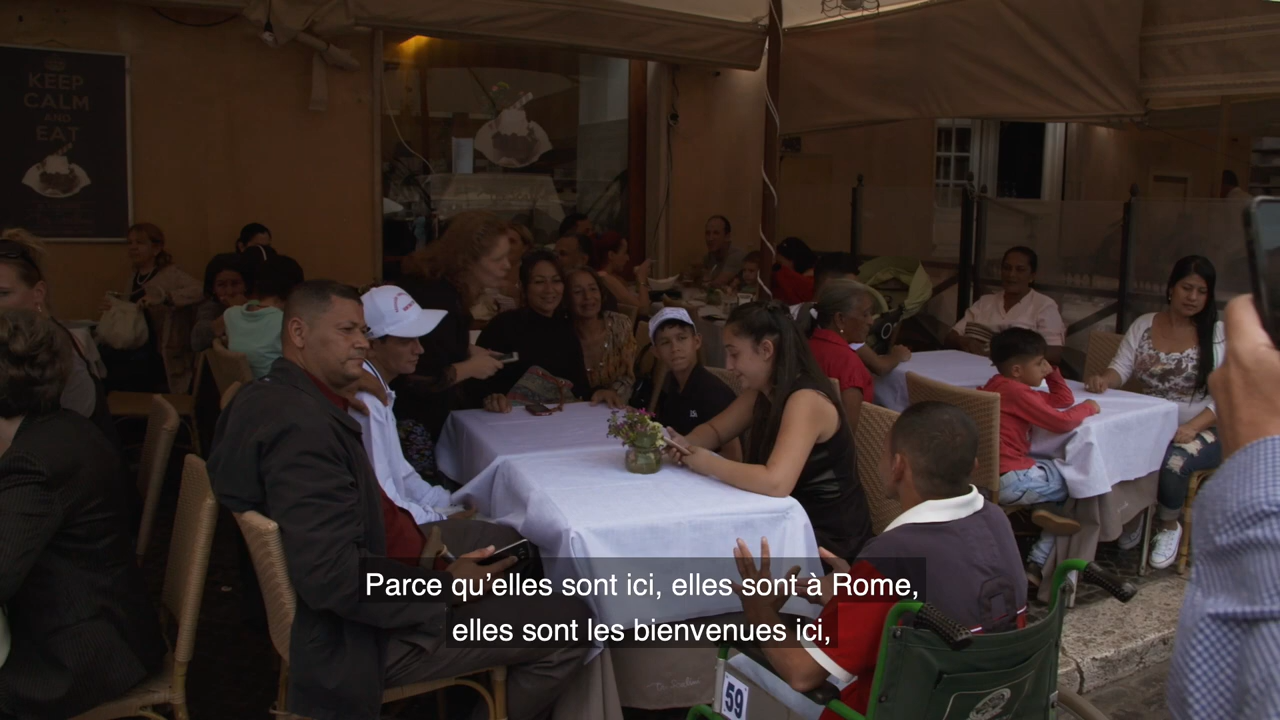 KEEP
CALM
AND
EAT
Parce qu’elles sont ici, elles sont à Rome,
elles sont les bienvenues ici,
59